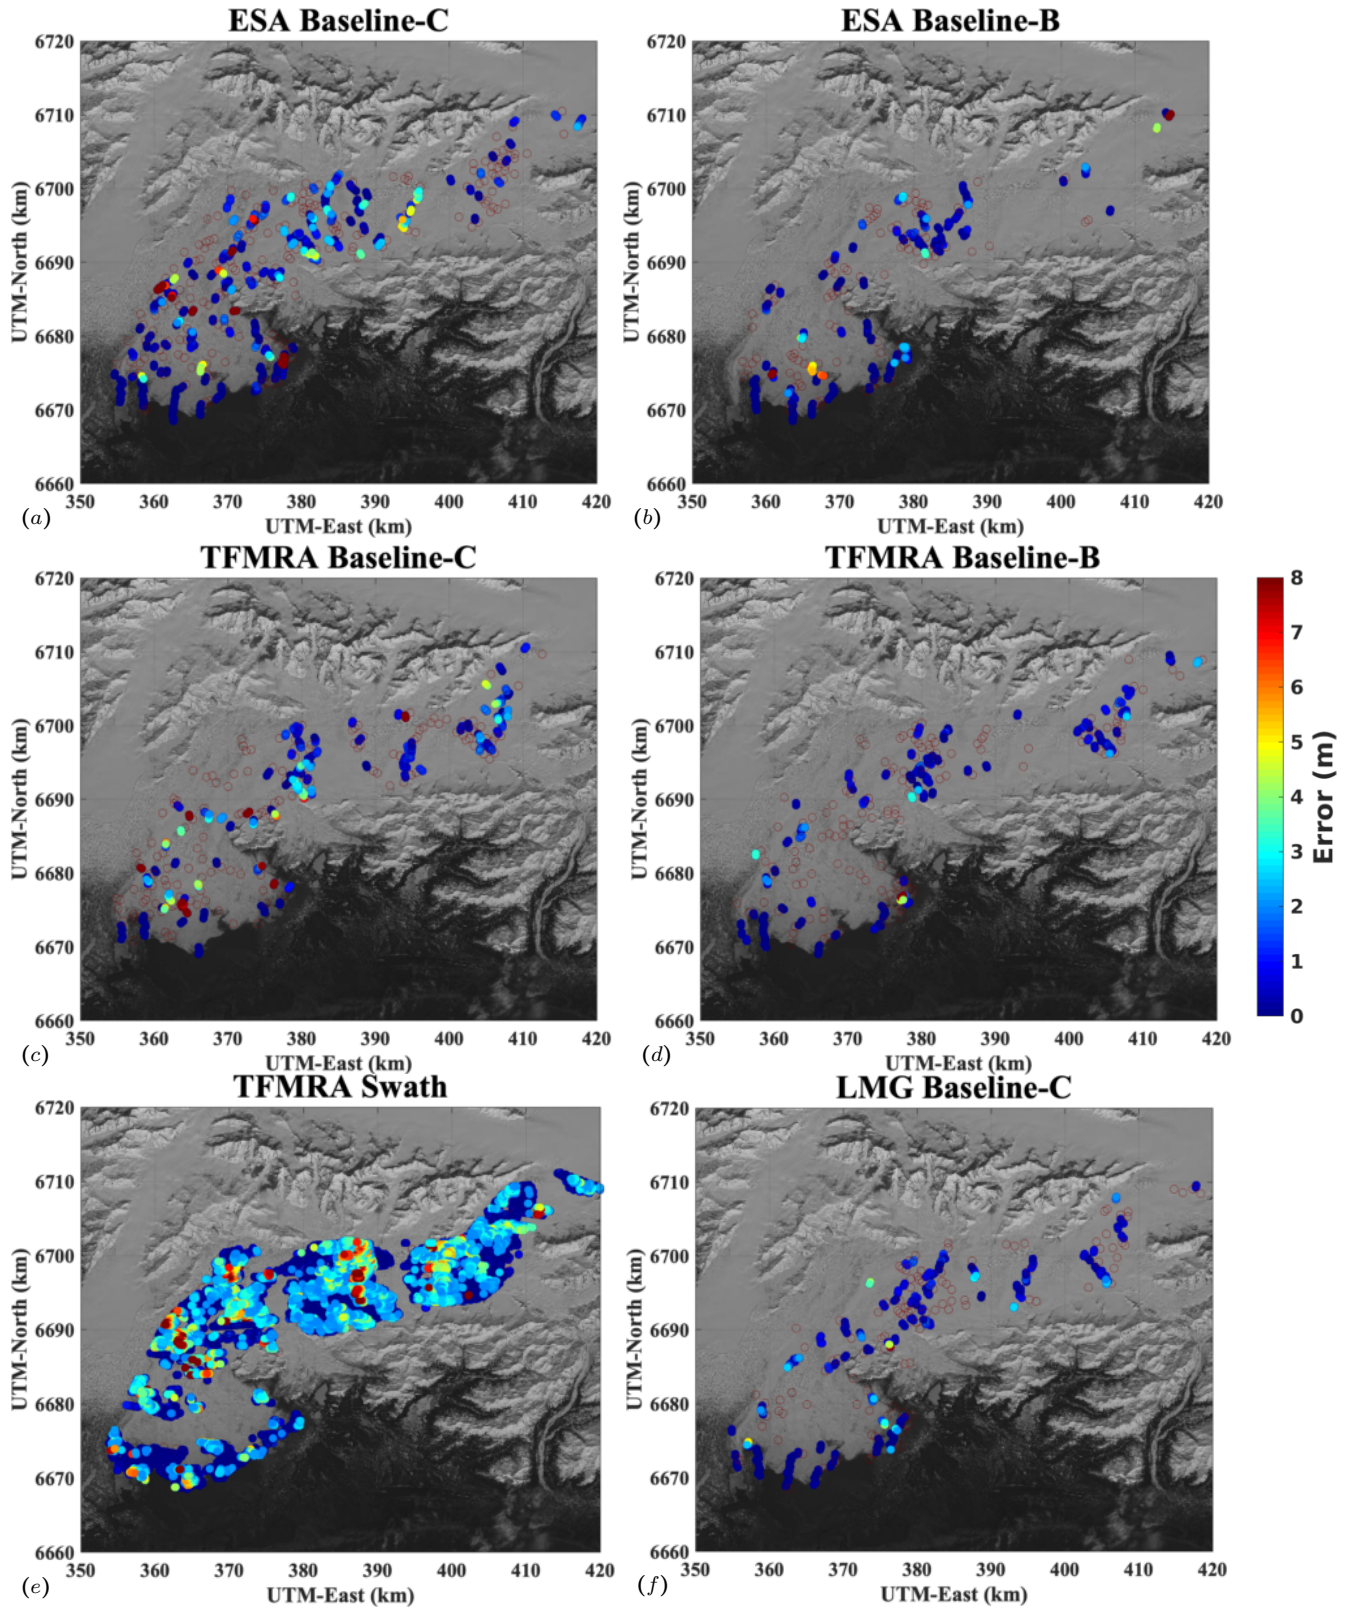 ESA Baseline-C
ESA Baseline-B
6720
6710
6700
6690
6680
6670
6660
UTM-North (km)
350 360 370 380 390 400 410 420
UTM-East (km)
(a)
6720
6710
6700
6690
6680
6670
6660
UTM-North (km)
350 360 370 380 390 400 410 420
UTM-East (km)
(b)
TFMRA Baseline-C
TFMRA Baseline-B
6720
6710
6700
6690
6680
6670
6660
UTM-North (km)
350 360 370 380 390 400 410 420
UTM-East (km)
(c)
6720
6710
6700
6690
6680
6670
6660
UTM-North (km)
350 360 370 380 390 400 410 420
UTM-East (km)
(d)
8
7
6
5
4
3
2
1
0
Error (m)
TFMRA Swath
LMG Baseline-C
6720
6710
6700
6690
6680
6670
6660
UTM-North (km)
350 360 370 380 390 400 410 420
UTM-East (km)
(e)
6720
6710
6700
6690
6680
6670
6660
UTM-North (km)
350 360 370 380 390 400 410 420
UTM-East (km)
(f)